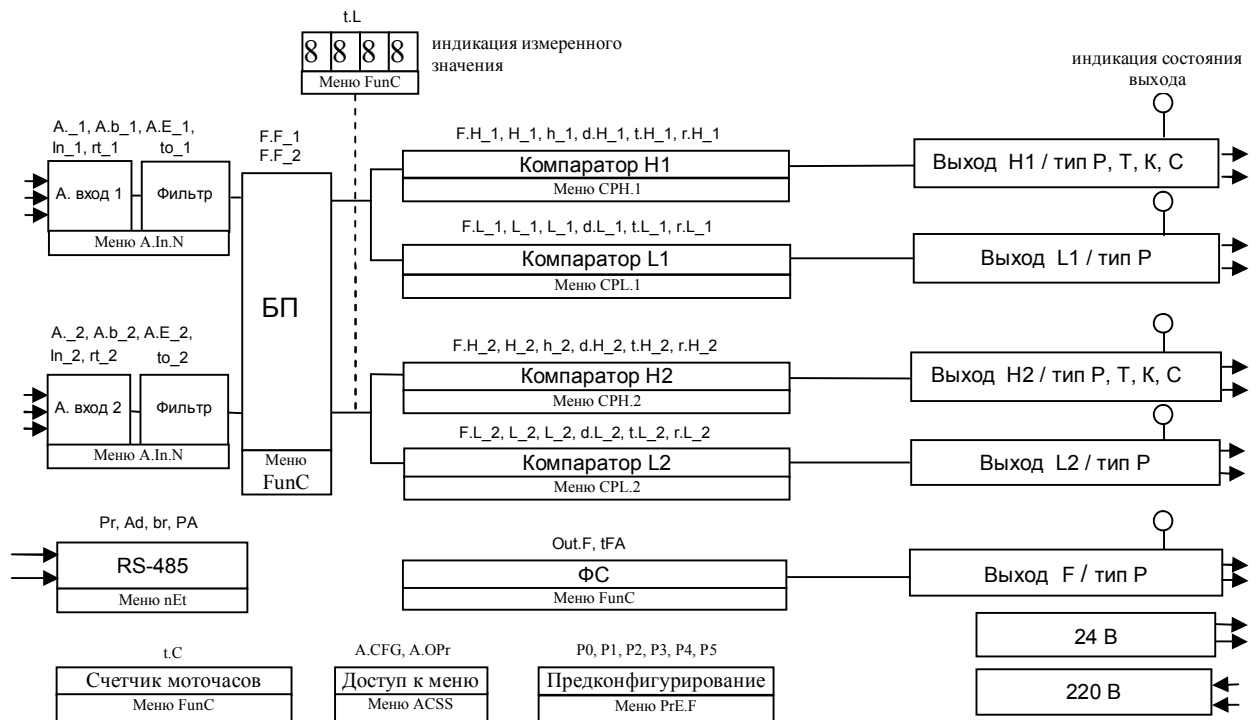 t.L
8 8 8 8
Меню FunC
индикация измеренного
значения
индикация состояния
выхода
A._1, A.b_1, A.E_1,
In_1, rt_1 to_1
А. вход 1
Фильтр
Меню A.In.N
F.F_1
F.F_2
БП
Меню
FunC
F.H_1, H_1, h_1, d.H_1, t.H_1, r.H_1
Компаратор H1
Меню CPH.1
Выход H1 / тип Р, Т, К, С
F.L_1, L_1, L_1, d.L_1, t.L_1, r.L_1
Компаратор L1
Меню CPL.1
Выход L1 / тип Р
A._2, A.b_2, A.E_2,
In_2, rt_2 to_2
А. вход 2
Фильтр
Меню A.In.N
F.H_2, H_2, h_2, d.H_2, t.H_2, r.H_2
Компаратор H2
Меню CPH.2
Выход H2 / тип Р, Т, К, С
F.L_2, L_2, L_2, d.L_2, t.L_2, r.L_2
Компаратор L2
Меню CPL.2
Выход L2 / тип Р
Pr, Ad, br, PA
RS-485
Меню nEt
Out.F, tFA
ФС
Меню FunC
Выход F / тип Р
24 В
220 В
t.C
Счетчик моточасов
Меню FunC
A.CFG, A.OPr
Доступ к меню
Меню ACSS
P0, P1, P2, P3, P4, P5
Предконфигурирование
Меню PrE.F